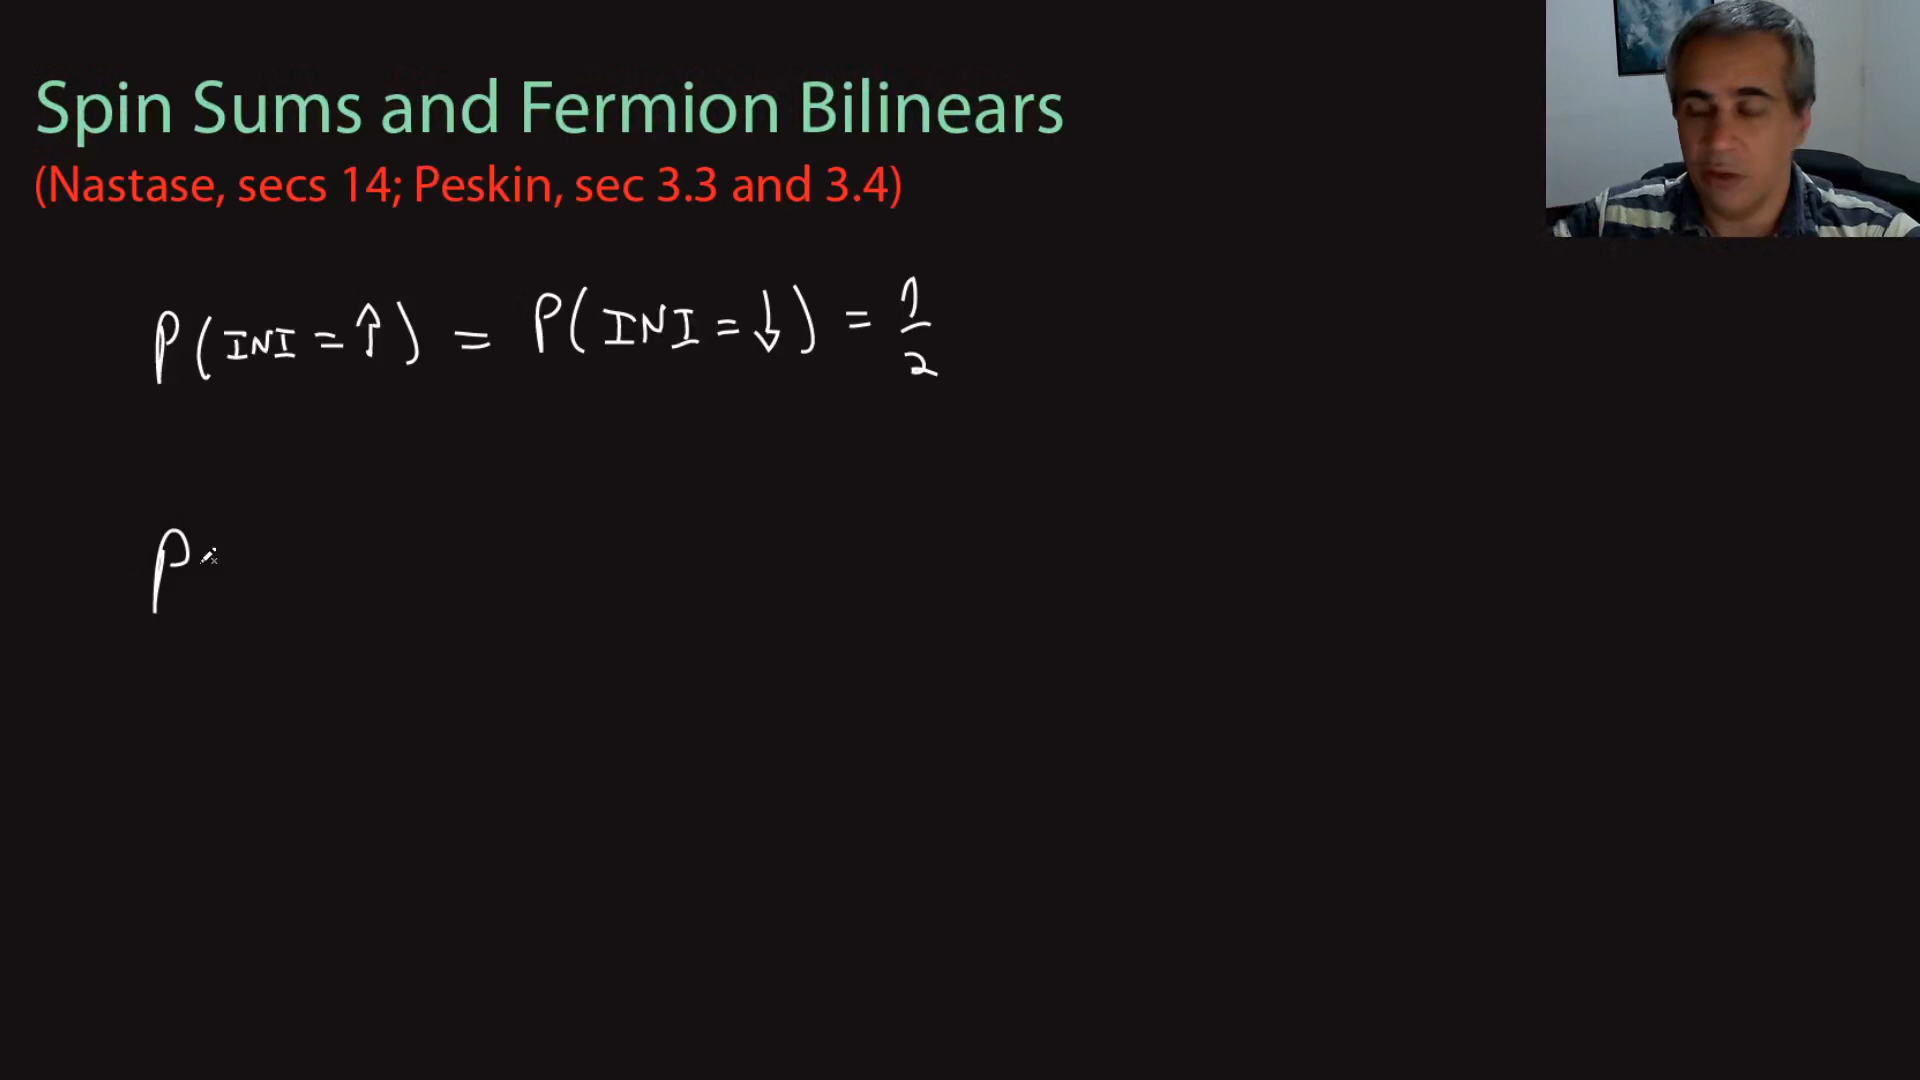 Spin Sums and Fermion Bilinears
(Nastase, secs 14; Peskin, sec 3.3 and 3.4)
P(INI = ↑) = P(INI = ↓) = 1/2
P